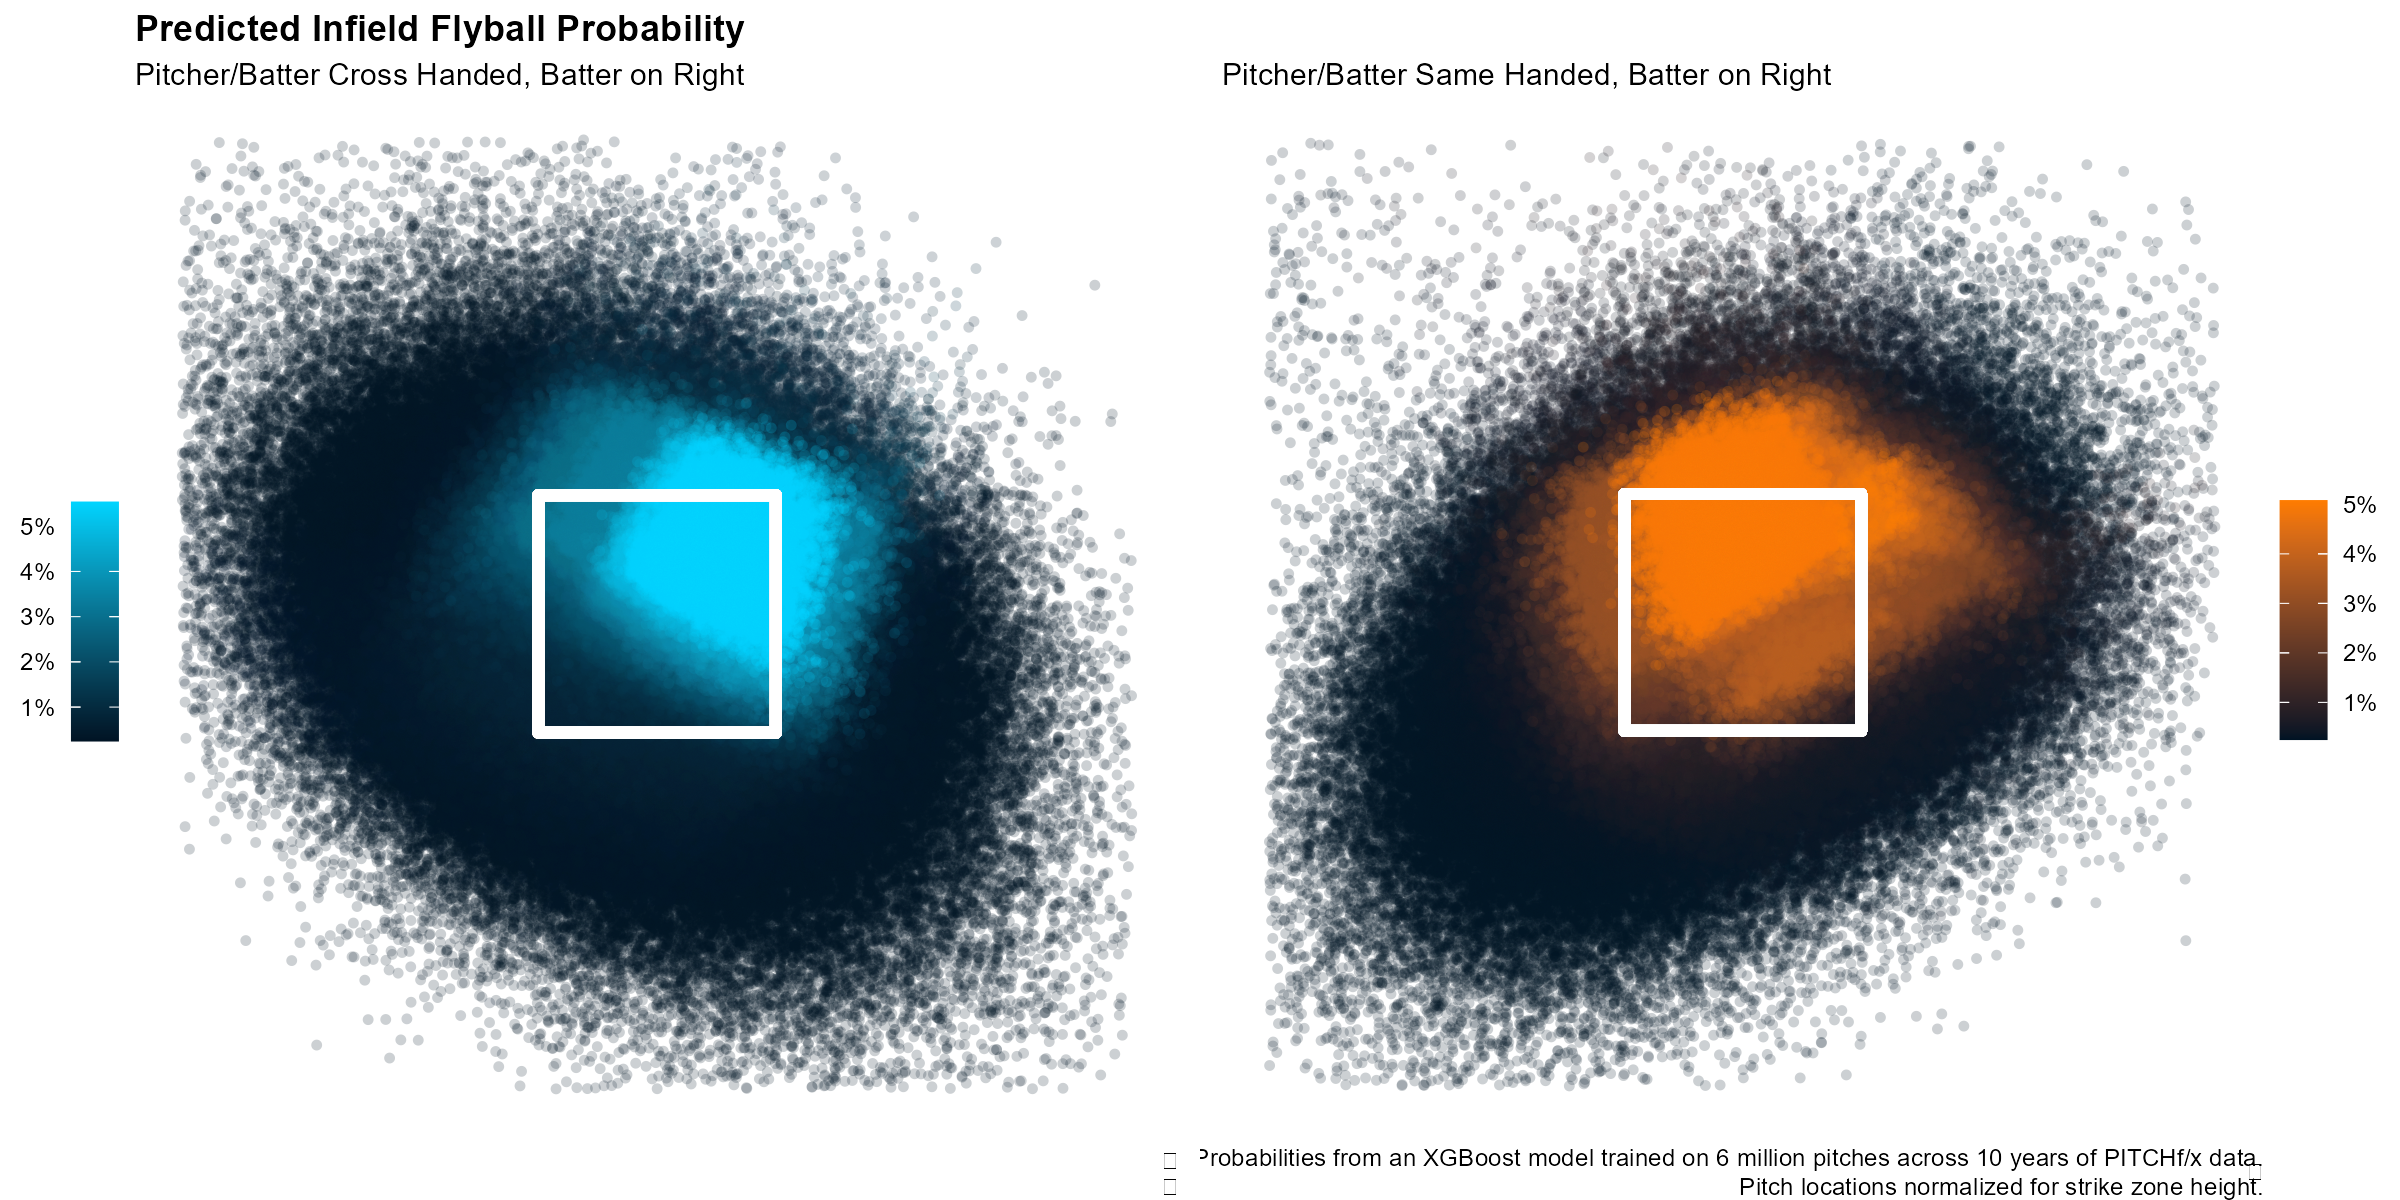 Predicted Infield Flyball Probability
Pitcher/Batter Cross Handed, Batter on Right
Pitcher/Batter Same Handed, Batter on Right
5%
4%
3%
2%
1%
5%
4%
3%
2%
1%
Probabilities from an XGBoost model trained on 6 million pitches across 10 years of PITCHf/x data.
Pitch locations normalized for strike zone height.